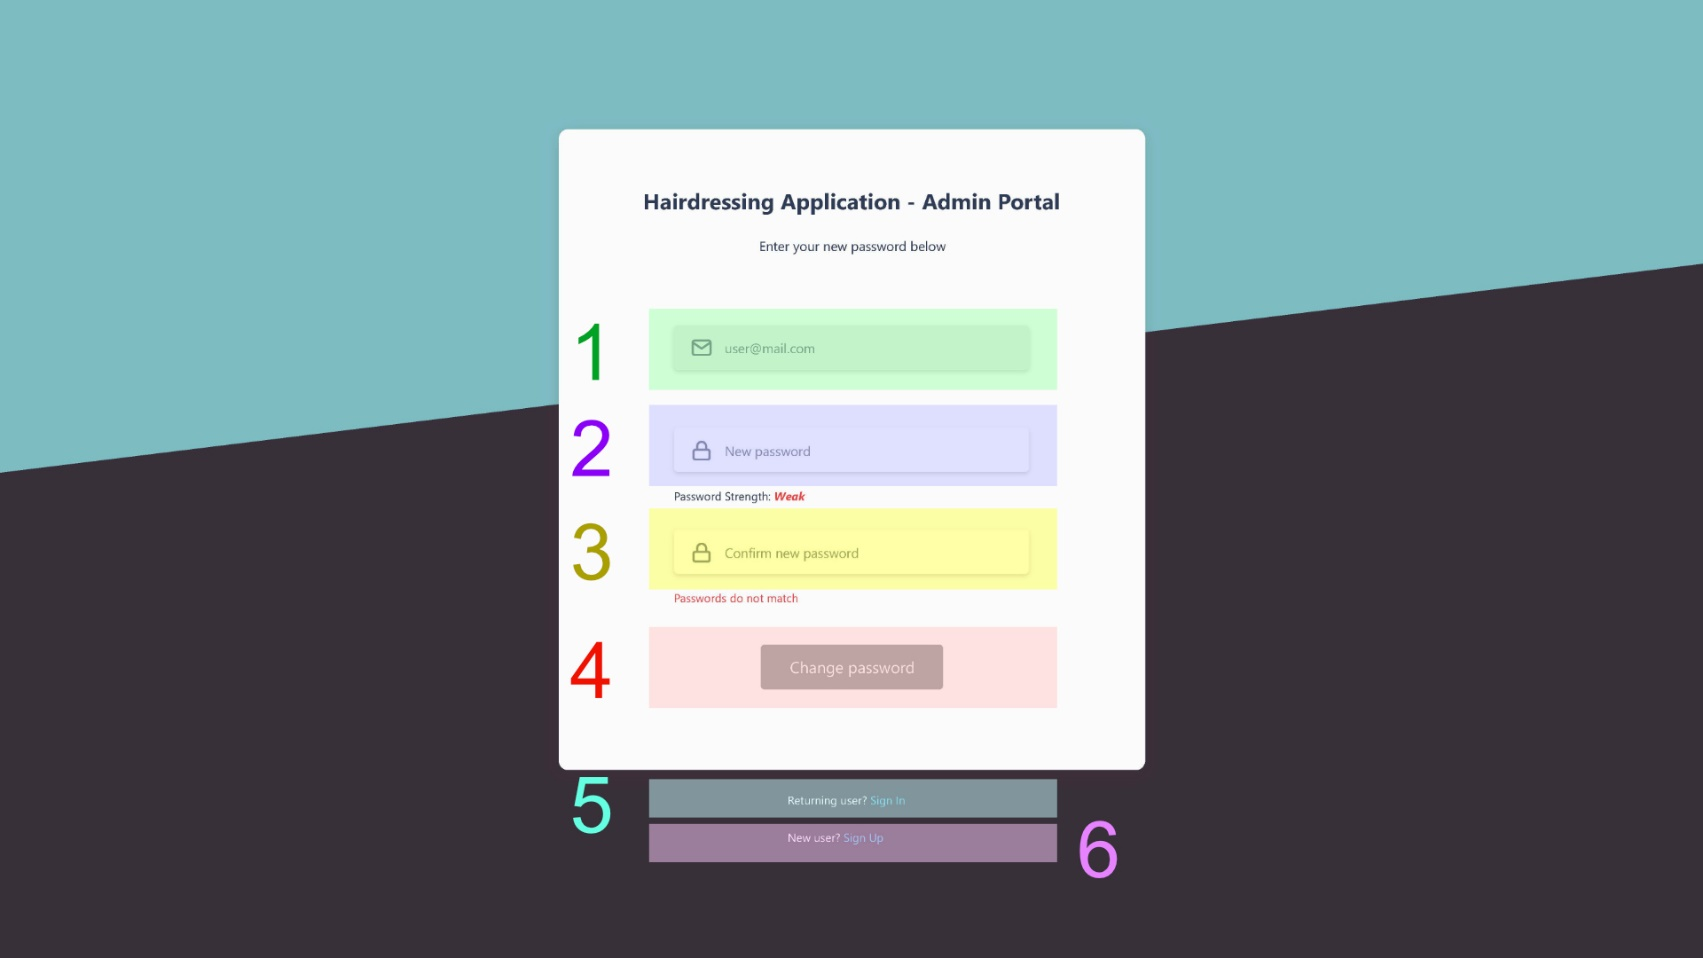 Hairdressing Application - Admin Portal
Enter your new password below
1
user@mail.com
2
New password
Password Strength: Weak
3
Confirm new password
Passwords do not match
4
Change password
5
Returning user? Sign In
New user? Sign Up
6